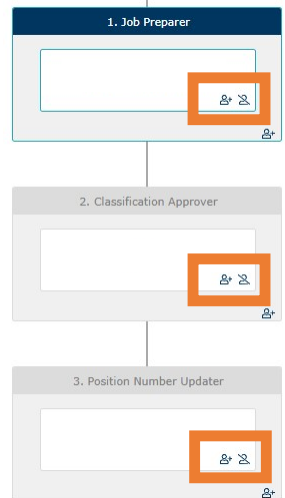 1. Job Preparer
2. Classification Approver
3. Position Number Updater